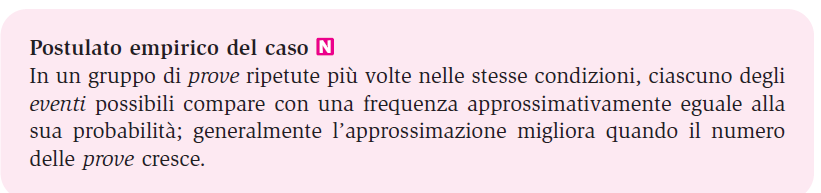 Postulato empirico del caso N
In un gruppo di prove ripetute più volte nelle stesse condizioni, ciascuno degli
eventi possibili compare con una frequenza approssimativamente eguale alla
sua probabilità; generalmente l’approssimazione migliora quando il numero
delle prove cresce.